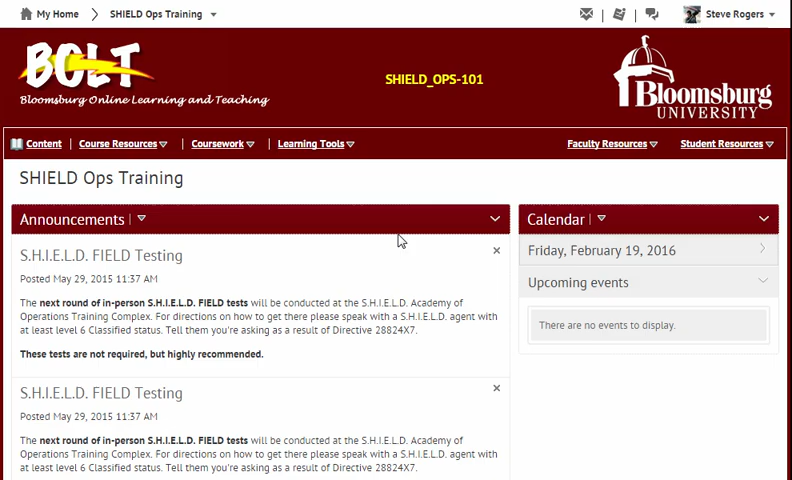 My Home
SHIELD Ops Training
Steve Rogers
BOLT
Bloomsburg Online Learning and Teaching
SHIELD_OPS-101
Bloomsburg
UNIVERSITY
Content
Course Resources
Coursework
Learning Tools
Faculty Resources
Student Resources
SHIELD Ops Training
Announcements
S.H.I.E.L.D. FIELD Testing
Posted May 29, 2015 11:37 AM
The next round of in-person S.H.I.E.L.D. FIELD tests will be conducted at the S.H.I.E.L.D. Academy of
Operations Training Complex. For directions on how to get there please speak with a S.H.I.E.L.D. agent with
at least level 6 Classified status. Tell them you're asking as a result of Directive 28824X7.
These tests are not required, but highly recommended.
S.H.I.E.L.D. FIELD Testing
Posted May 29, 2015 11:37 AM
The next round of in-person S.H.I.E.L.D. FIELD tests will be conducted at the S.H.I.E.L.D. Academy of
Operations Training Complex. For directions on how to get there please speak with a S.H.I.E.L.D. agent with
at least level 6 Classified status. Tell them you're asking as a result of Directive 28824X7.
Calendar
Friday, February 19, 2016
Upcoming events
There are no events to display.